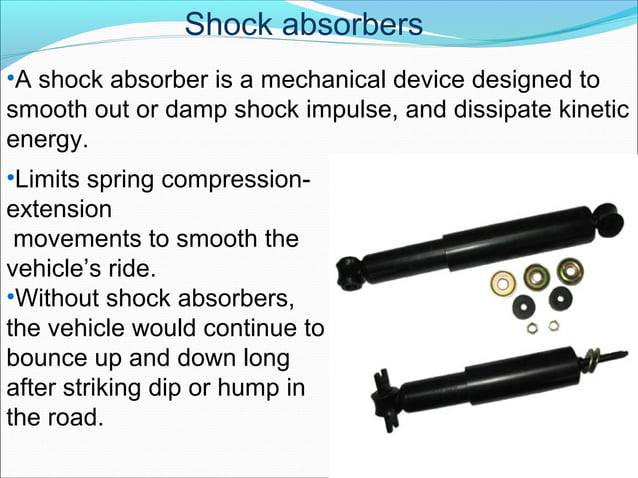 Shock absorbers
•A shock absorber is a mechanical device designed to
smooth out or damp shock impulse, and dissipate kinetic
energy.
•Limits spring compression-
extension
movements to smooth the
vehicle’s ride.
•Without shock absorbers,
the vehicle would continue to
bounce up and down long
after striking dip or hump in
the road.